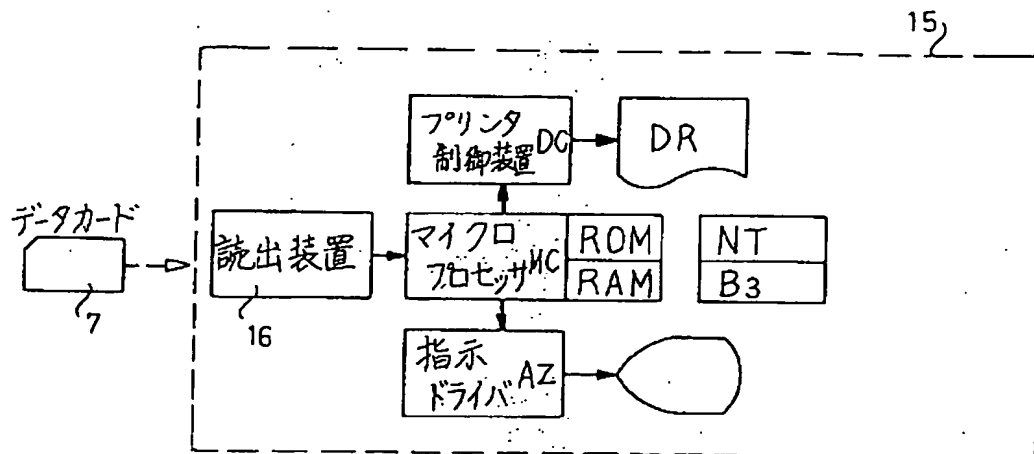 15
プリンタ
制御装置 DC
DR
データカード
7
読出装置
16
マイクロ
プロセッサ MC
ROM
RAM
NT
B3
指示
ドライバ AZ